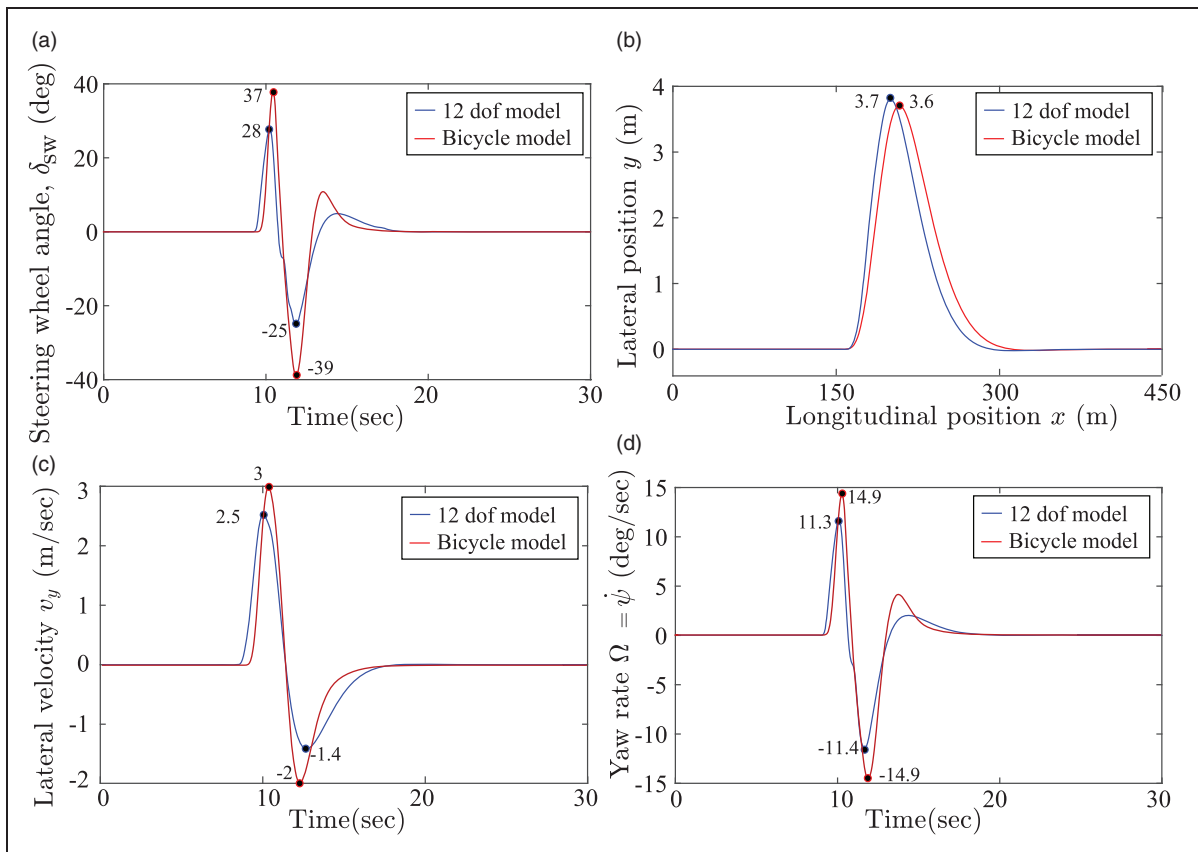 (a)
Steering wheel angle, δsw (deg)
40
20
0
-20
-40
37
28
-25
-39
12 dof model
Bicycle model
0
10
20
30
Time(sec)
(b)
Lateral position y (m)
4
3
2
1
0
3.7
3.6
12 dof model
Bicycle model
0
150
300
450
Longitudinal position x (m)
(c)
Lateral velocity vy (m/sec)
3
2
1
0
-1
-2
3
2.5
-1.4
-2
12 dof model
Bicycle model
0
10
20
30
Time(sec)
(d)
Yaw rate Ω = ψ̇ (deg/sec)
15
10
5
0
-5
-10
-15
14.9
11.3
-11.4
-14.9
12 dof model
Bicycle model
0
10
20
30
Time(sec)